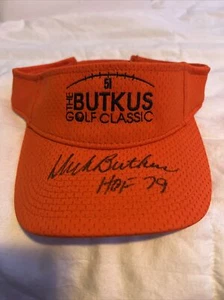 51
THE BUTKUS
GOLF CLASSIC
Dick Butkus
HOF 79